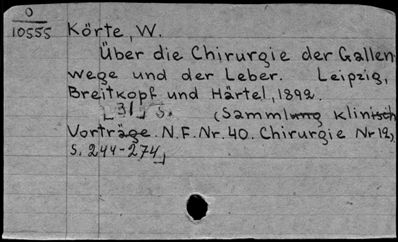 O
10555
Körte, W.
Über die Chirurgie der Gallen
wege und der Leber. Leipzig,
Breitkopf und Härtel, 1892.
[31] S. (Sammlung klinisch
Vorträge. N.F. Nr. 40. Chirurgie Nr 12,
S. 244-274]